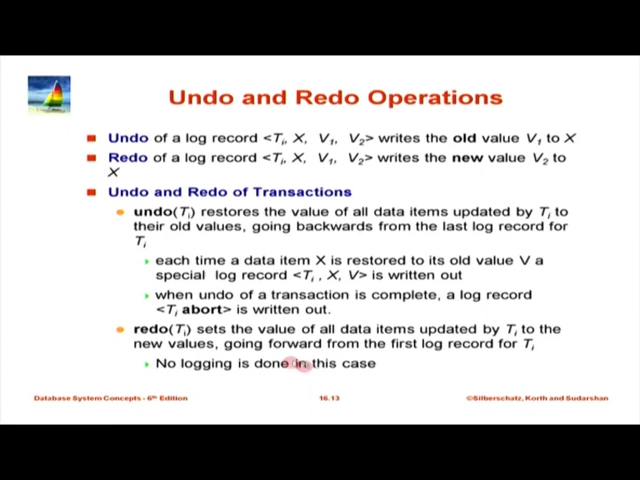 Undo and Redo Operations
Undo of a log record <Ti, X, V1, V2> writes the old value V1 to X
Redo of a log record <Ti, X, V1, V2> writes the new value V2 to
X
Undo and Redo of Transactions
undo(Ti) restores the value of all data items updated by Ti to
their old values, going backwards from the last log record for
Ti
each time a data item X is restored to its old value V a
special log record <Ti , X, V> is written out
when undo of a transaction is complete, a log record
<Ti abort> is written out.
redo(Ti) sets the value of all data items updated by Ti to the
new values, going forward from the first log record for Ti
No logging is done in this case
Database System Concepts - 6th Edition
16.13
©Silberschatz, Korth and Sudarshan